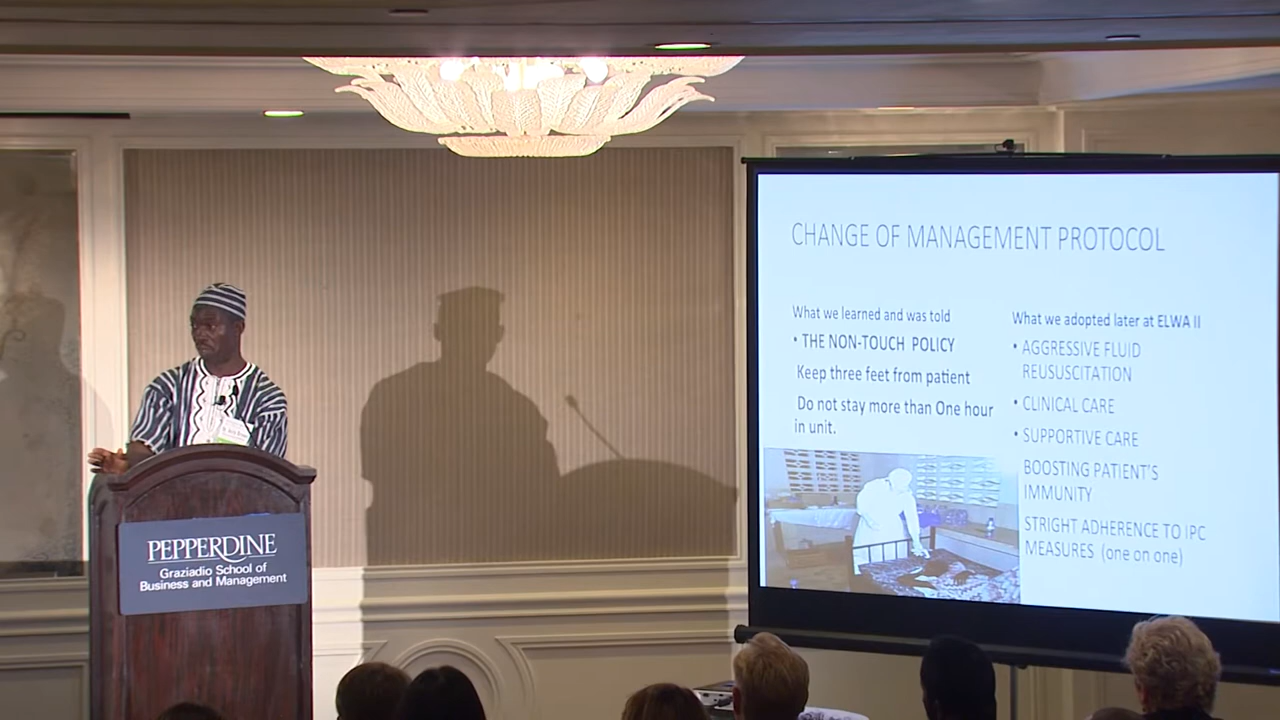 CHANGE OF MANAGEMENT PROTOCOL
What we learned and was told
• THE NON-TOUCH POLICY
Keep three feet from patient
Do not stay more than One hour
in unit.
What we adopted later at ELWA II
• AGGRESSIVE FLUID
REUSUSCITATION
• CLINICAL CARE
• SUPPORTIVE CARE
BOOSTING PATIENT'S
IMMUNITY
STRIGHT ADHERENCE TO IPC
MEASURES (one on one)
PEPPERDINE
Graziadio School of
Business and Management